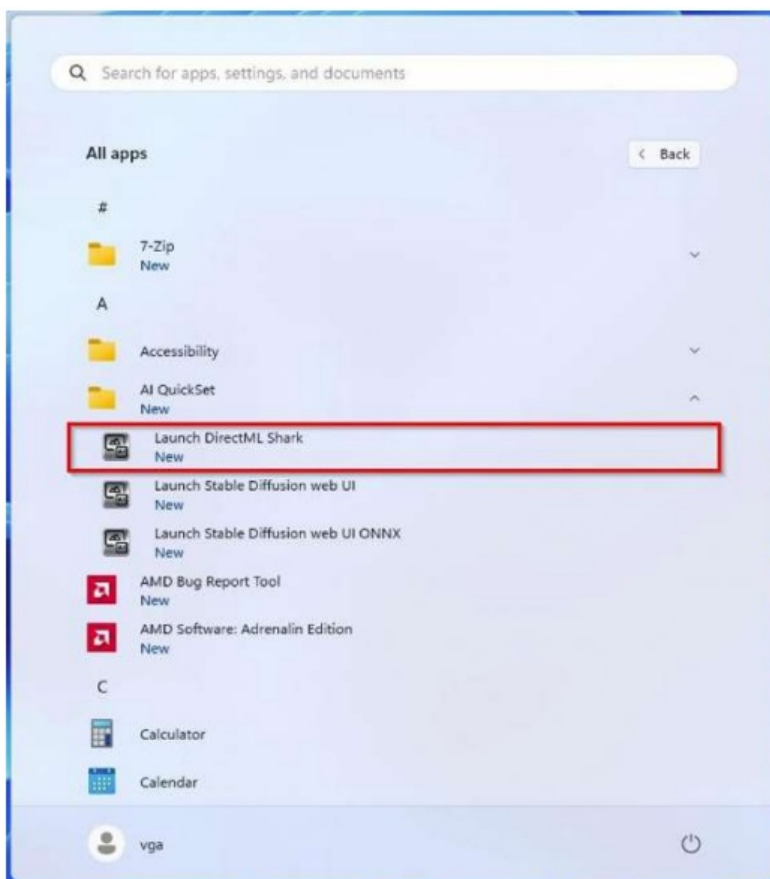 Search for apps, settings, and documents
All apps
Back
#
7-Zip
New
A
Accessibility
AI QuickSet
New
Launch DirectML Shark
New
Launch Stable Diffusion web UI
New
Launch Stable Diffusion web UI ONNX
New
AMD Bug Report Tool
New
AMD Software: Adrenalin Edition
New
C
Calculator
Calendar
vga